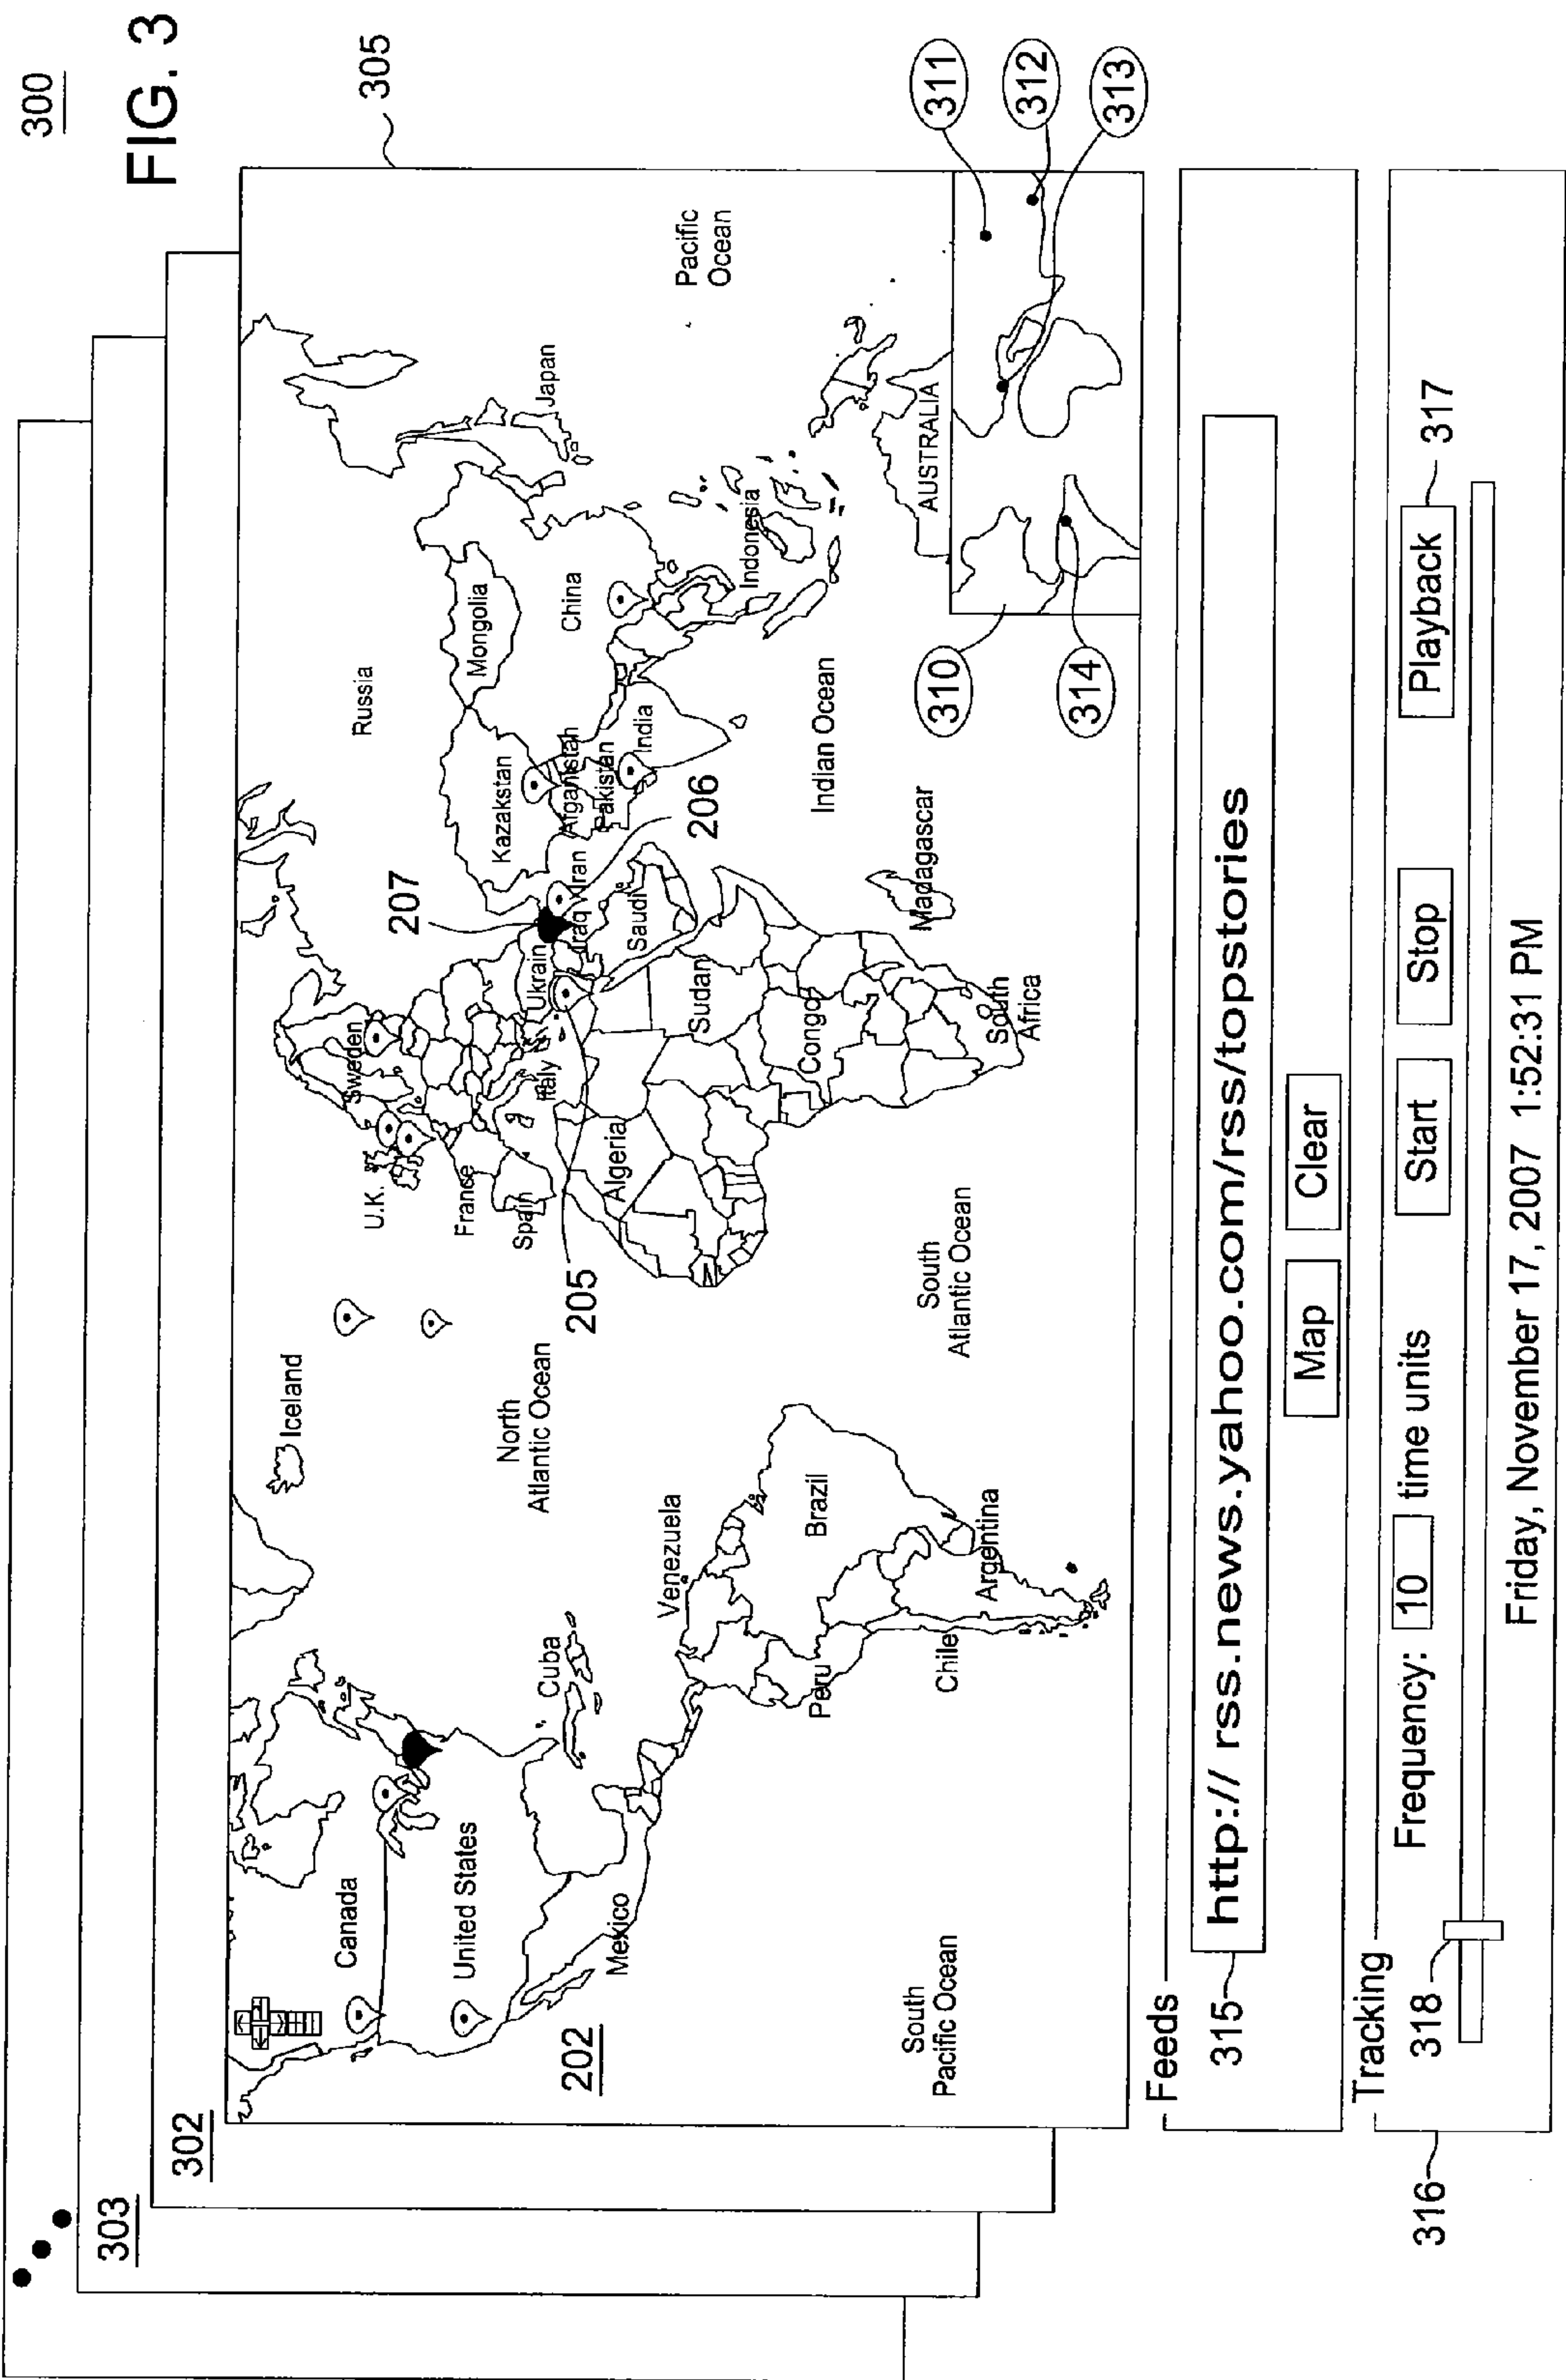 300
FIG. 3
303
302
305
Iceland
Canada
Russia
Sweden
U.K.
United States
France
Kazakstan
Mongolia
207
North
Atlantic Ocean
Spain
Italy
Ukrain
Japan
Cuba
China
Afganistah
Iraq
Iran
Pakistan
202
Mexico
205
Algeria
Saudi
India
206
Venezuela
Sudan
Pacific
Ocean
Indonesia
Peru
Brazil
Congo
Indian Ocean
South
Pacific Ocean
Chile
Argentina
South
Atlantic Ocean
South
Africa
Madagascar
AUSTRALIA
310
311
312
313
314
Feeds
315
http:// rss.news.yahoo.com/rss/topstories
Map
Clear
Tracking
316
Frequency:
10
time units
Start
Stop
Playback
317
318
Friday, November 17, 2007 1:52:31 PM